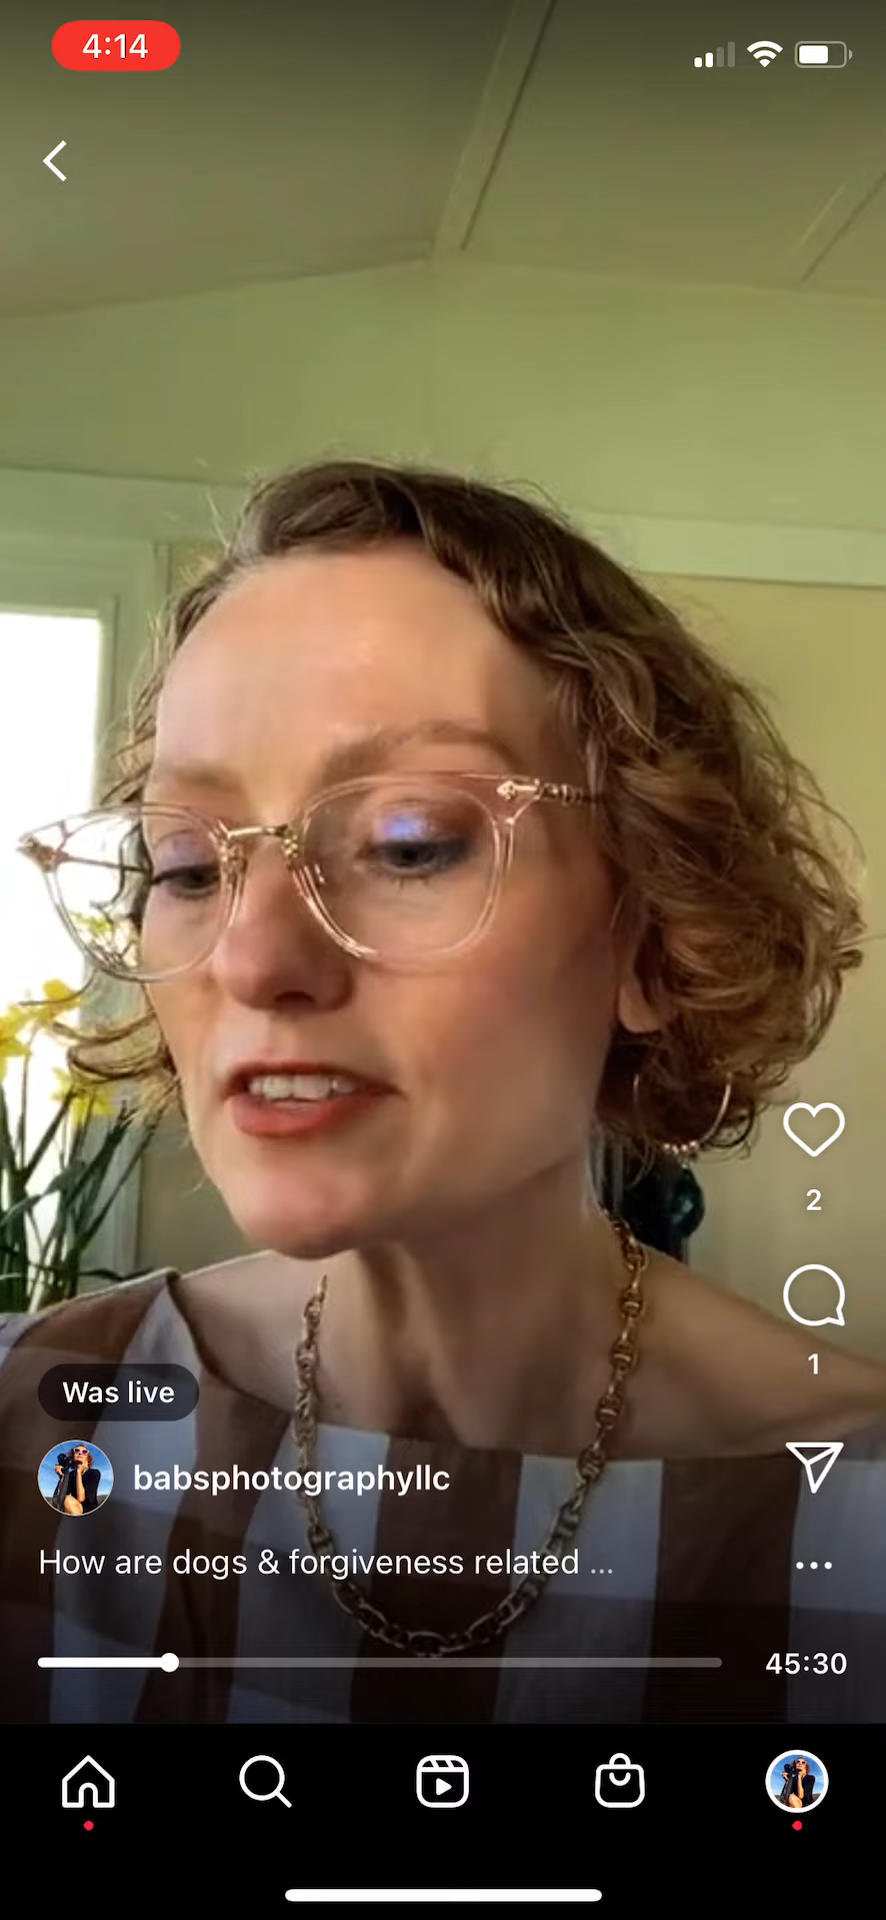 4:14
2
1
Was live
babsphotographyllc
How are dogs & forgiveness related ...
45:30